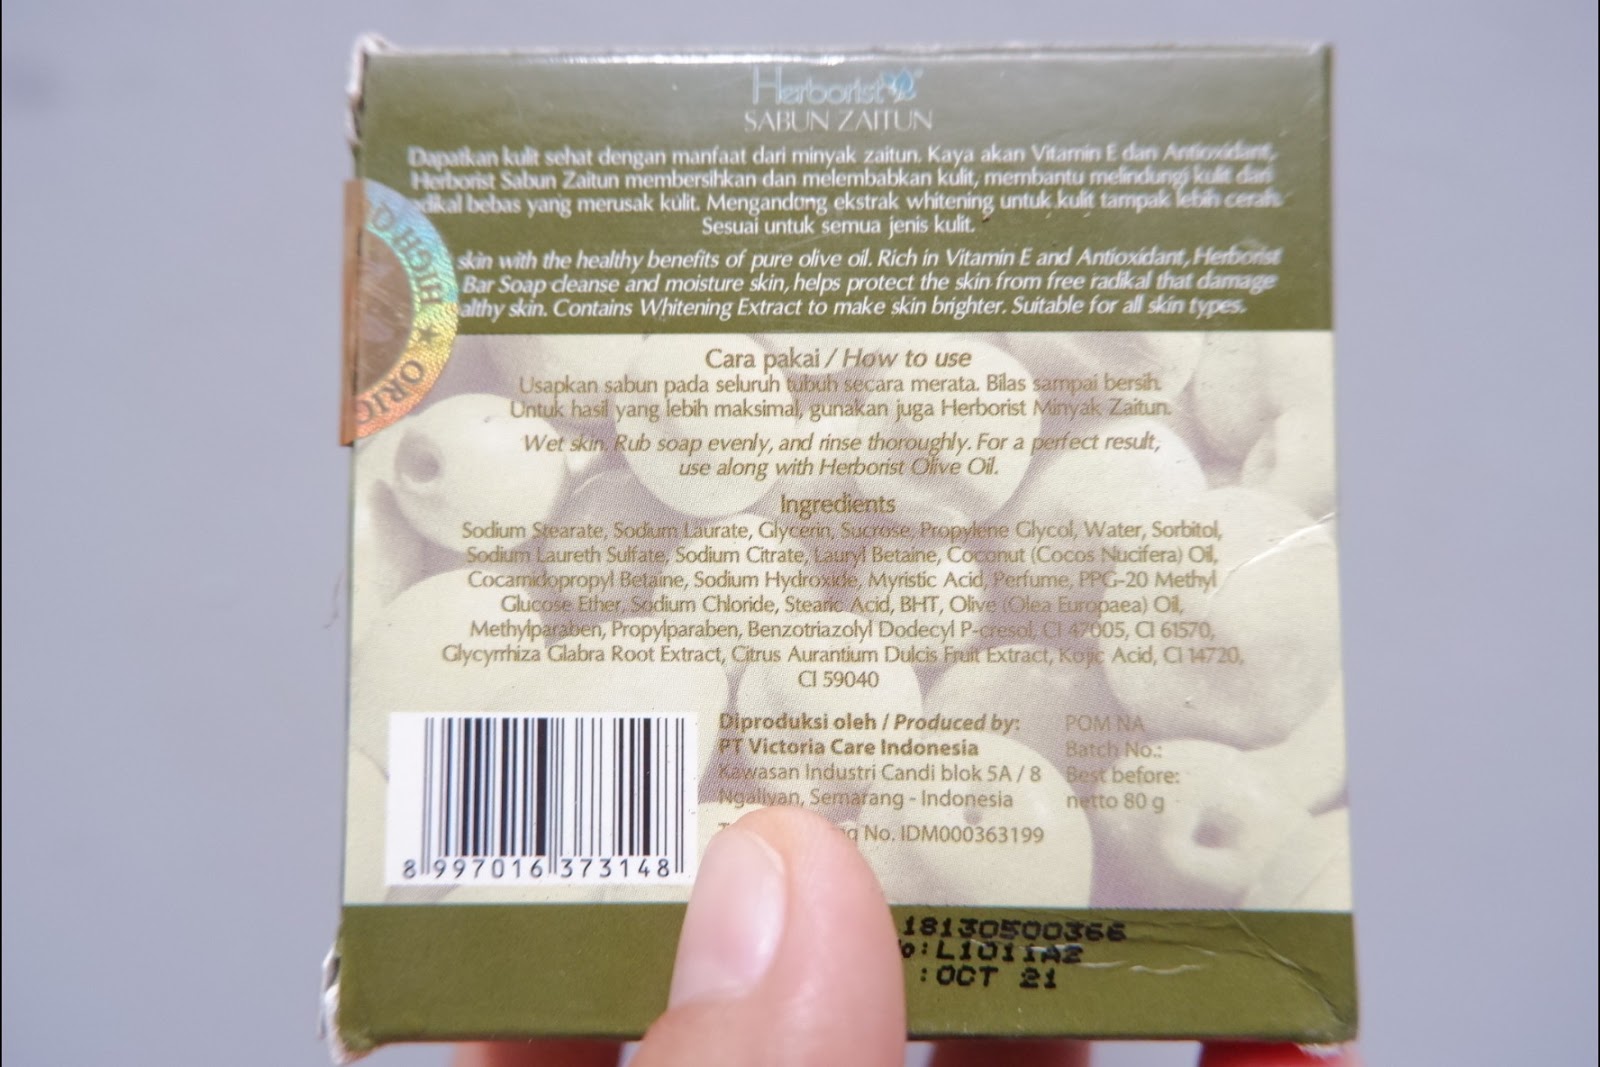 Herborist
SABUN ZAITUN
Dapatkan kulit sehat dengan manfaat dari minyak zaitun. Kaya akan Vitamin E dan Antioxidant,
Herborist Sabun Zaitun membersihkan dan melembabkan kulit, membantu melindungi kulit dari
radikal bebas yang merusak kulit. Mengandung ekstrak whitening untuk kulit tampak lebih cerah.
Sesuai untuk semua jenis kulit.
skin with the healthy benefits of pure olive oil. Rich in Vitamin E and Antioxidant, Herborist
Bar Soap cleanse and moisture skin, helps protect the skin from free radikal that damage
althy skin. Contains Whitening Extract to make skin brighter. Suitable for all skin types.
HIGH Q
★ ORIG
Cara pakai / How to use
Usapkan sabun pada seluruh tubuh secara merata. Bilas sampai bersih.
Untuk hasil yang lebih maksimal, gunakan juga Herborist Minyak Zaitun.
Wet skin. Rub soap evenly, and rinse thoroughly. For a perfect result,
use along with Herborist Olive Oil.
Ingredients
Sodium Stearate, Sodium Laurate, Glycerin, Sucrose, Propylene Glycol, Water, Sorbitol,
Sodium Laureth Sulfate, Sodium Citrate, Lauryl Betaine, Coconut (Cocos Nucifera) Oil,
Cocamidopropyl Betaine, Sodium Hydroxide, Myristic Acid, Perfume, PPG-20 Methyl
Glucose Ether, Sodium Chloride, Stearic Acid, BHT, Olive (Olea Europaea) Oil,
Methylparaben, Propylparaben, Benzotriazolyl Dodecyl P-cresol, CI 47005, CI 61570,
Glycyrrhiza Glabra Root Extract, Citrus Aurantium Dulcis Fruit Extract, Kojic Acid, CI 14720,
CI 59040
8 997016 373148
Diproduksi oleh / Produced by:
PT Victoria Care Indonesia
Kawasan Industri Candi blok 5A / 8
Ngaliyan, Semarang - Indonesia
No. IDM000363199
POM NA
Batch No.:
Best before:
netto 80 g
18130500366
:L1011A2
:OCT 21